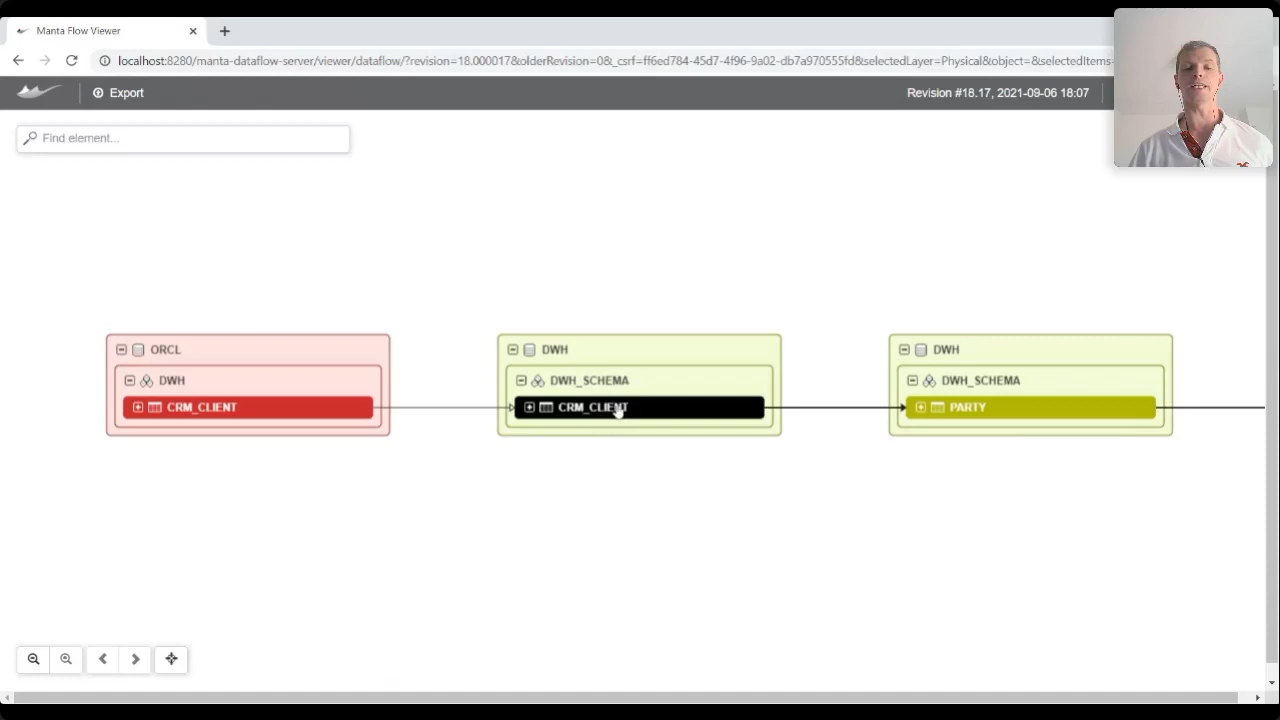 Manta Flow Viewer
localhost:8280/manta-dataflow-server/viewer/dataflow/?revision=18.000017&olderRevision=0&_csrf=ff6ed784-45d7-4f96-9a02-db7a970555fd&selectedLayer=Physical&object=&selectedItems=
Export
Revision #18.17, 2021-09-06 18:07
Find element...
ORCL
DWH
CRM_CLIENT
DWH
DWH_SCHEMA
CRM_CLIENT
DWH
DWH_SCHEMA
PARTY